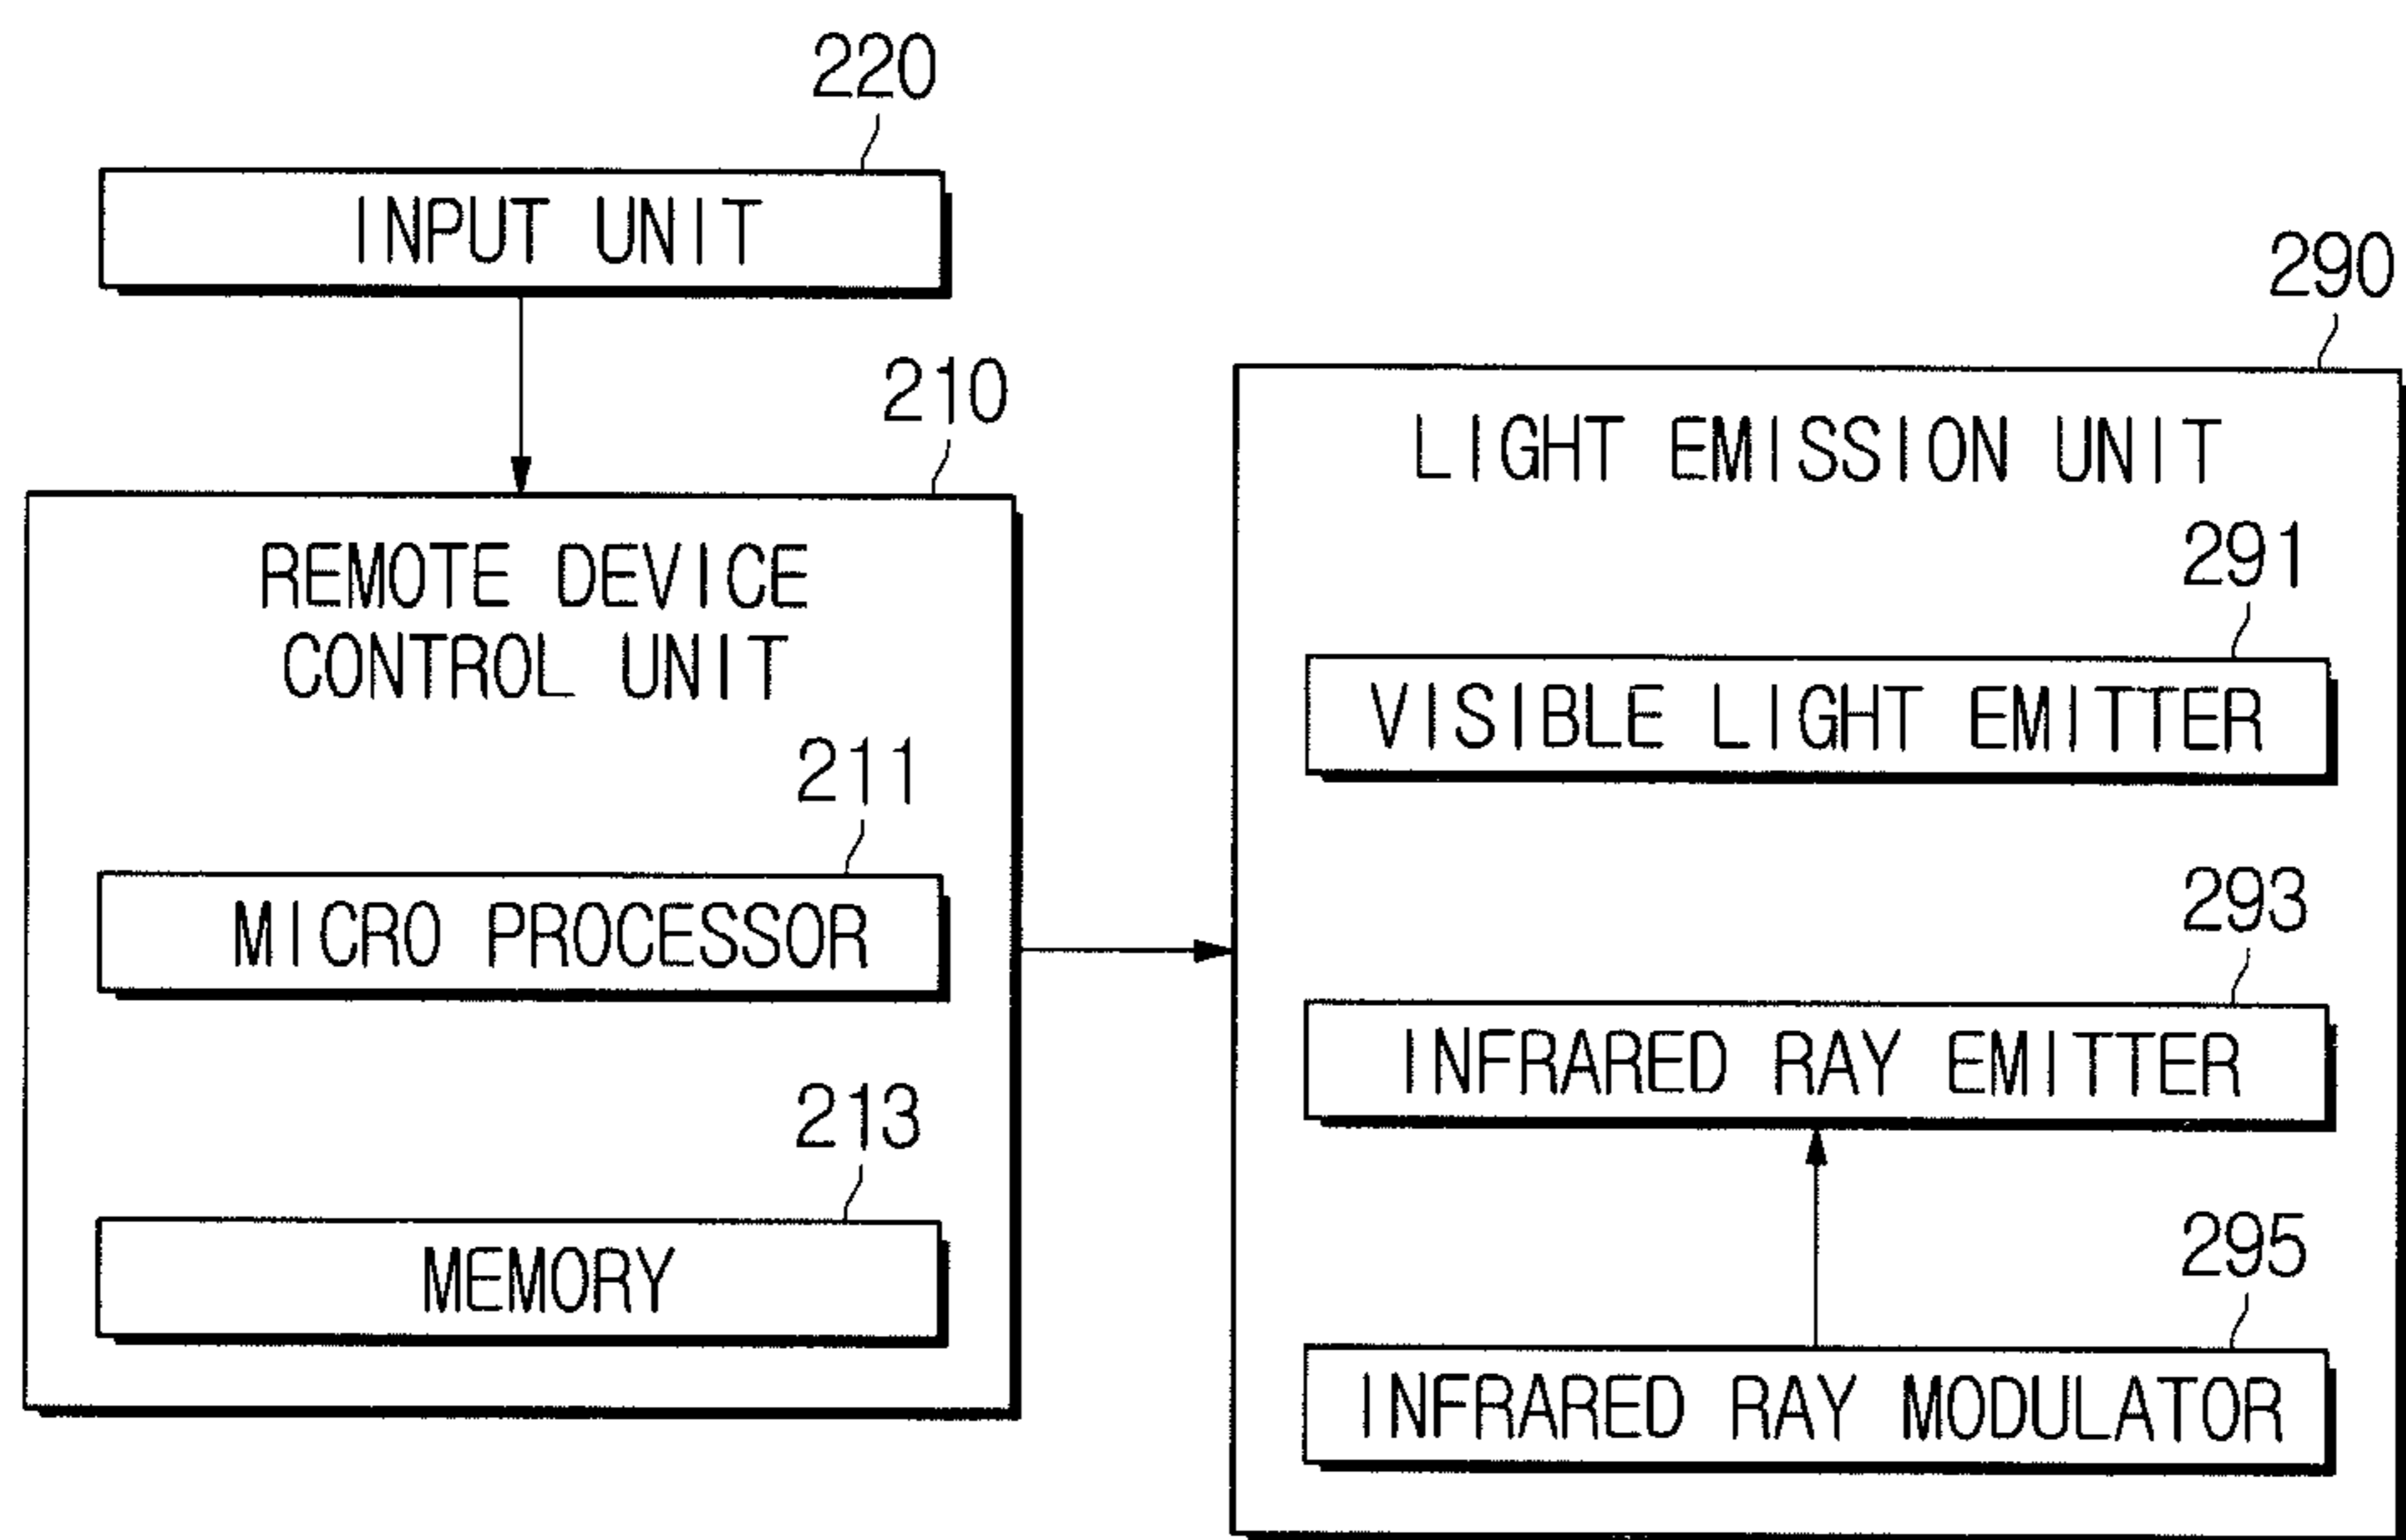 220
INPUT UNIT
210
REMOTE DEVICE
CONTROL UNIT
211
MICRO PROCESSOR
213
MEMORY
290
LIGHT EMISSION UNIT
291
VISIBLE LIGHT EMITTER
293
INFRARED RAY EMITTER
295
INFRARED RAY MODULATOR